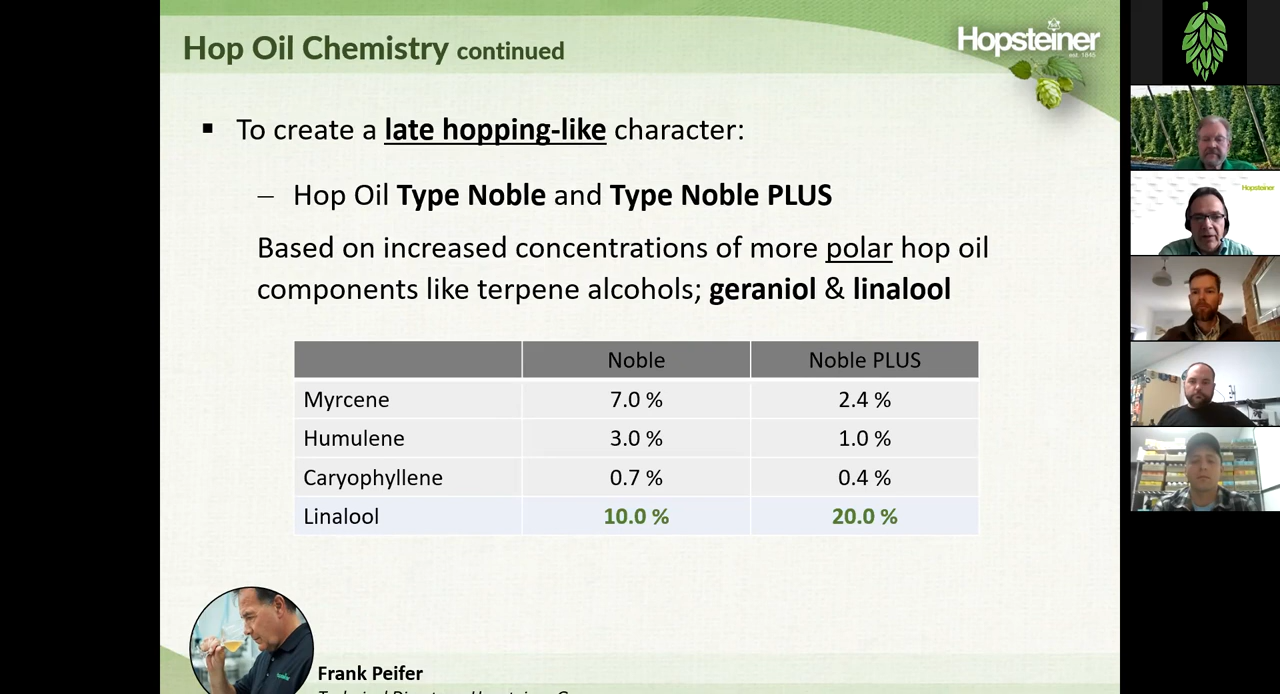 Hop Oil Chemistry continued
Hopsteiner
est. 1845
▪ To create a late hopping-like character:
– Hop Oil Type Noble and Type Noble PLUS
Based on increased concentrations of more polar hop oil
components like terpene alcohols; geraniol & linalool
Noble Noble PLUS
Myrcene 7.0 % 2.4 %
Humulene 3.0 % 1.0 %
Caryophyllene 0.7 % 0.4 %
Linalool 10.0 % 20.0 %
Frank Peifer
Hopsteiner